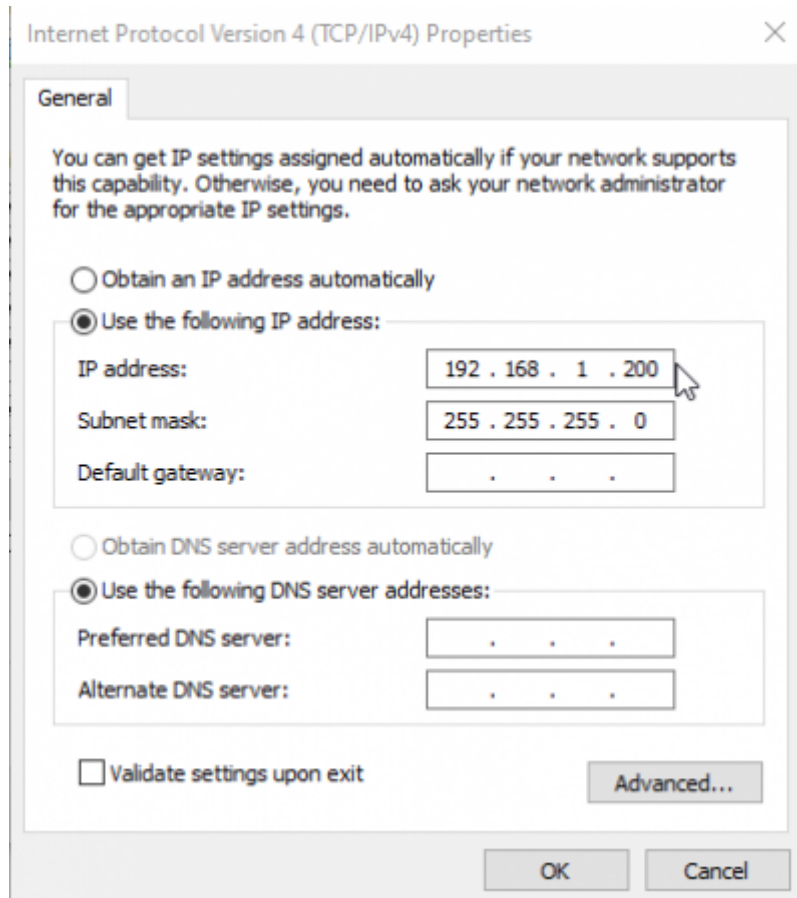 Internet Protocol Version 4 (TCP/IPv4) Properties
General
You can get IP settings assigned automatically if your network supports
this capability. Otherwise, you need to ask your network administrator
for the appropriate IP settings.
Obtain an IP address automatically
Use the following IP address:
IP address: 192 . 168 . 1 . 200
Subnet mask: 255 . 255 . 255 . 0
Default gateway: . . .
Obtain DNS server address automatically
Use the following DNS server addresses:
Preferred DNS server: . . .
Alternate DNS server: . . .
Validate settings upon exit
Advanced...
OK Cancel